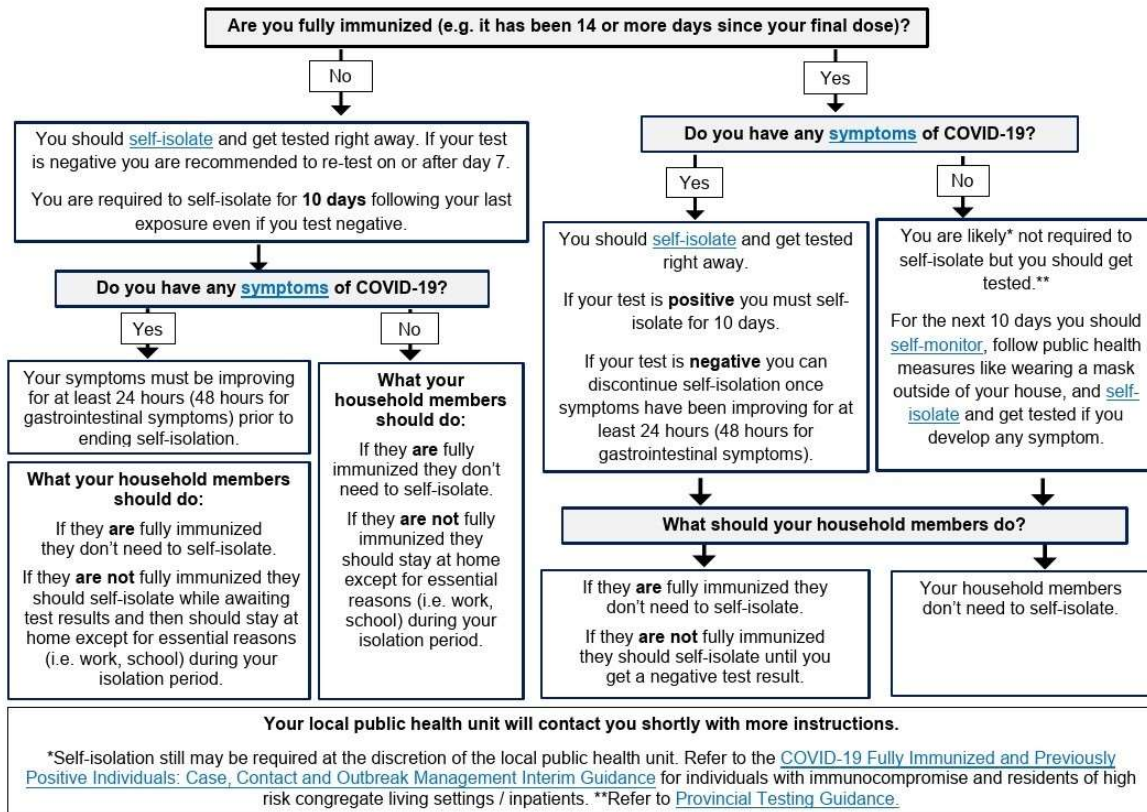 Are you fully immunized (e.g. it has been 14 or more days since your final dose)?
No
Yes
You should self-isolate and get tested right away. If your test
is negative you are recommended to re-test on or after day 7.
You are required to self-isolate for 10 days following your last
exposure even if you test negative.
Do you have any symptoms of COVID-19?
Yes
No
Your symptoms must be improving
for at least 24 hours (48 hours for
gastrointestinal symptoms) prior to
ending self-isolation.
What your household members
should do:
If they are fully immunized
they don't need to self-isolate.
If they are not fully immunized they
should self-isolate while awaiting
test results and then should stay at
home except for essential reasons
(i.e. work, school) during your
isolation period.
What your
household members
should do:
If they are fully
immunized they don't
need to self-isolate.
If they are not fully
immunized they
should stay at home
except for essential
reasons (i.e. work,
school) during your
isolation period.
Do you have any symptoms of COVID-19?
Yes
No
You should self-isolate and get tested
right away.
If your test is positive you must self-
isolate for 10 days.
If your test is negative you can
discontinue self-isolation once
symptoms have been improving for at
least 24 hours (48 hours for
gastrointestinal symptoms).
You are likely* not required to
self-isolate but you should get
tested.**
For the next 10 days you should
self-monitor, follow public health
measures like wearing a mask
outside of your house, and self-
isolate and get tested if you
develop any symptom.
What should your household members do?
If they are fully immunized they
don't need to self-isolate.
If they are not fully immunized
they should self-isolate until you
get a negative test result.
Your household members
don't need to self-isolate.
Your local public health unit will contact you shortly with more instructions.
*Self-isolation still may be required at the discretion of the local public health unit. Refer to the COVID-19 Fully Immunized and Previously
Positive Individuals: Case, Contact and Outbreak Management Interim Guidance for individuals with immunocompromise and residents of high
risk congregate living settings / inpatients. **Refer to Provincial Testing Guidance.